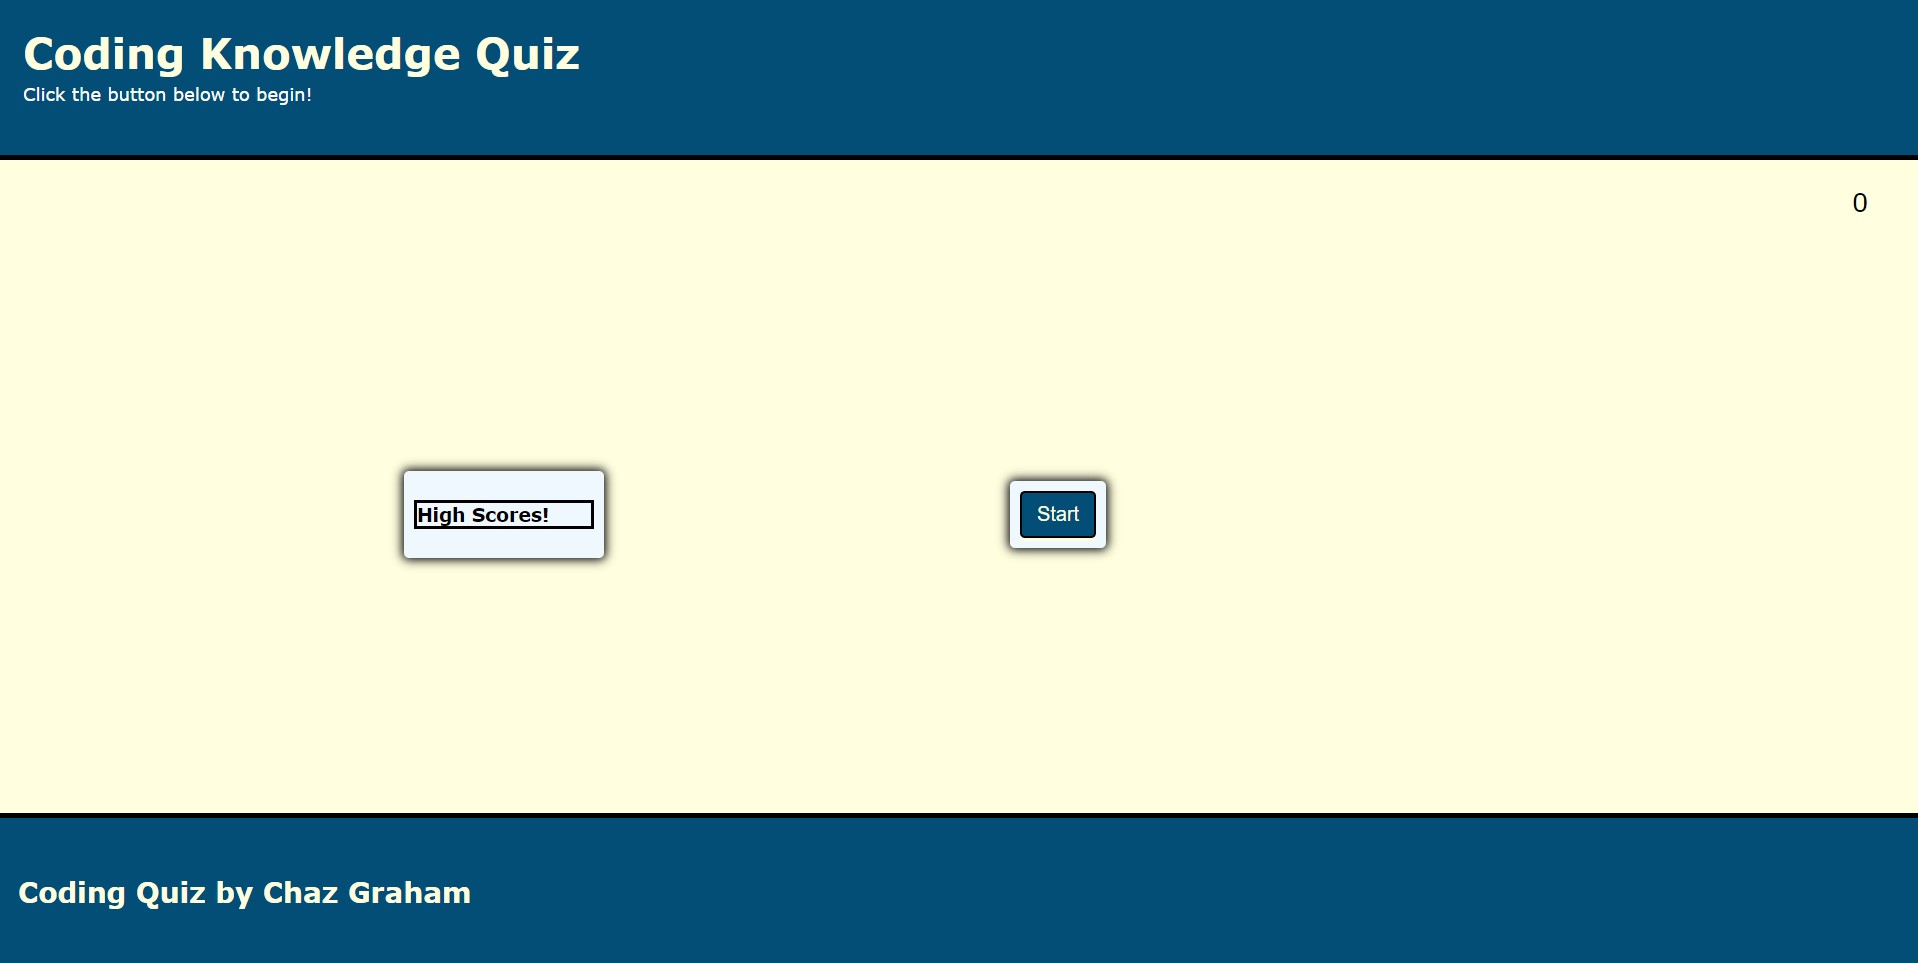 Coding Knowledge Quiz
Click the button below to begin!
0
High Scores!
Start
Coding Quiz by Chaz Graham